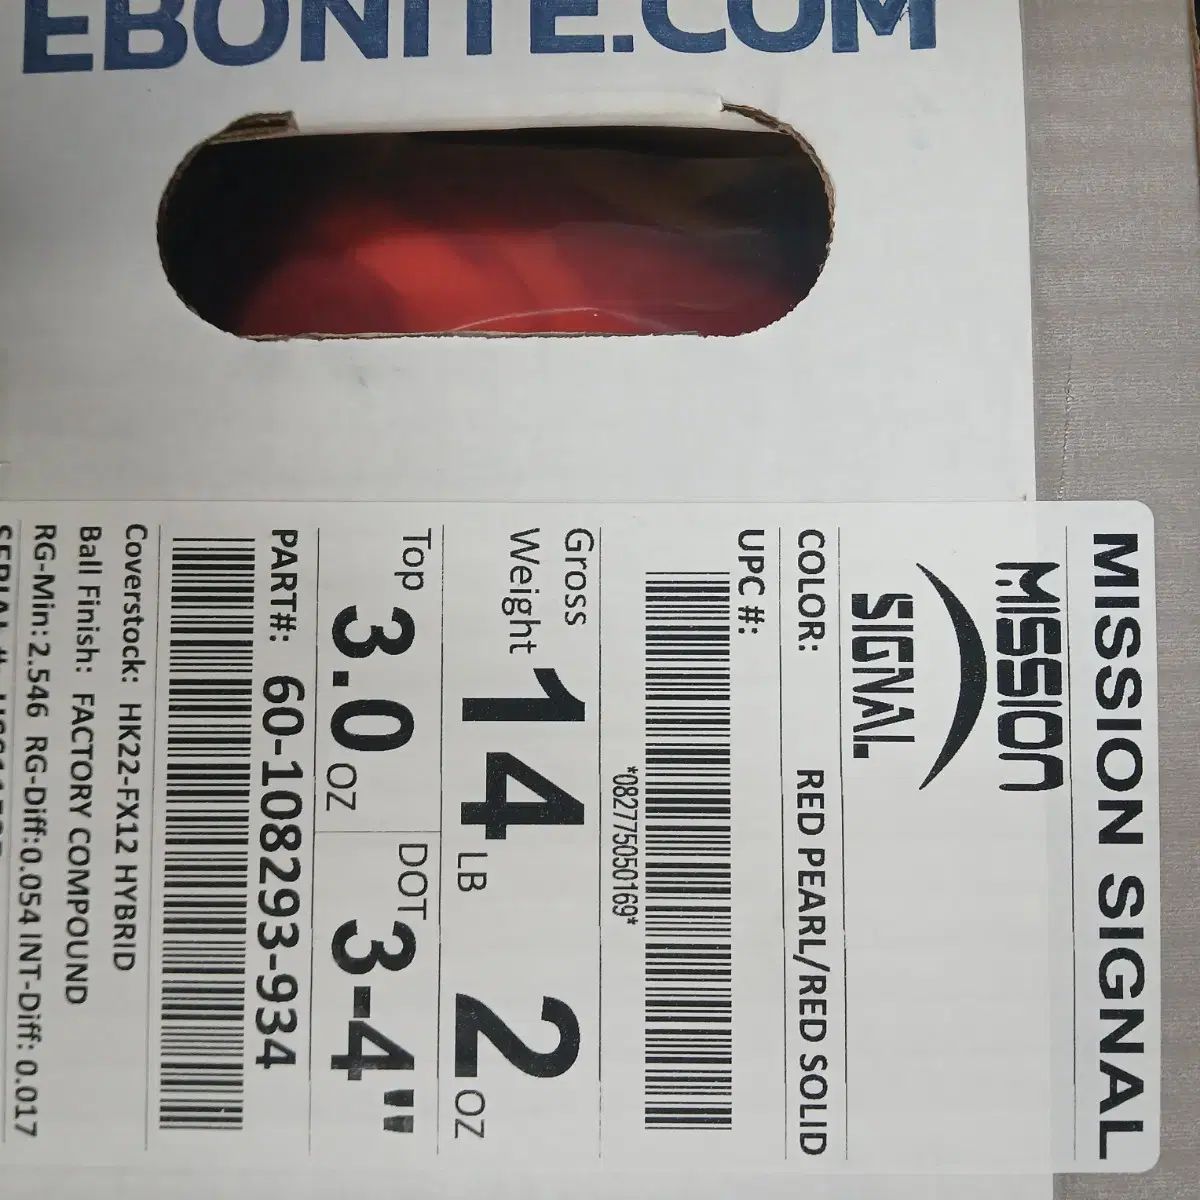 EBONITE.COM
MISSION SIGNAL
MISSION
SIGNAL
COLOR: RED PEARL/RED SOLID
UPC #:
*082775050169*
Gross Weight 14 LB 2 OZ
Top 3.0 OZ DOT 3-4"
PART#: 60-108293-934
Coverstock: HK22-FX12 HYBRID
Ball Finish: FACTORY COMPOUND
RG-Min: 2.546 RG-Diff:0.054 INT-Diff: 0.017
SERIAL #: